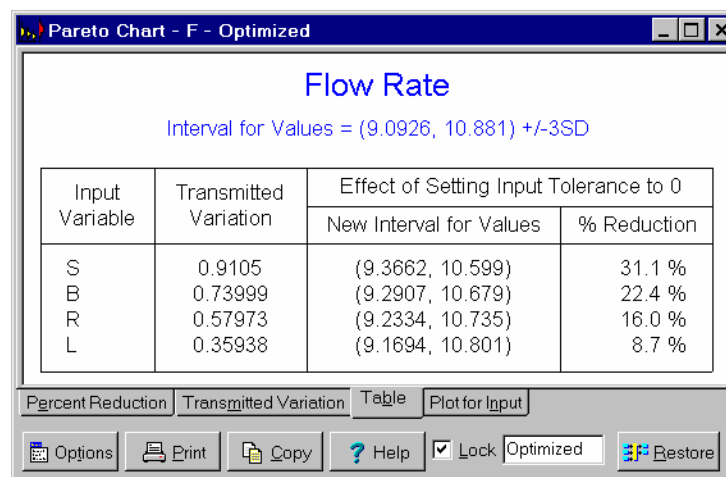 Pareto Chart - F - Optimized
Flow Rate
Interval for Values = (9.0926, 10.881) +/-3SD
Input Variable Transmitted Variation Effect of Setting Input Tolerance to 0
New Interval for Values % Reduction
S 0.9105 (9.3662, 10.599) 31.1 %
B 0.73999 (9.2907, 10.679) 22.4 %
R 0.57973 (9.2334, 10.735) 16.0 %
L 0.35938 (9.1694, 10.801) 8.7 %
Percent Reduction Transmitted Variation Table Plot for Input
Options Print Copy ? Help Lock Optimized Restore